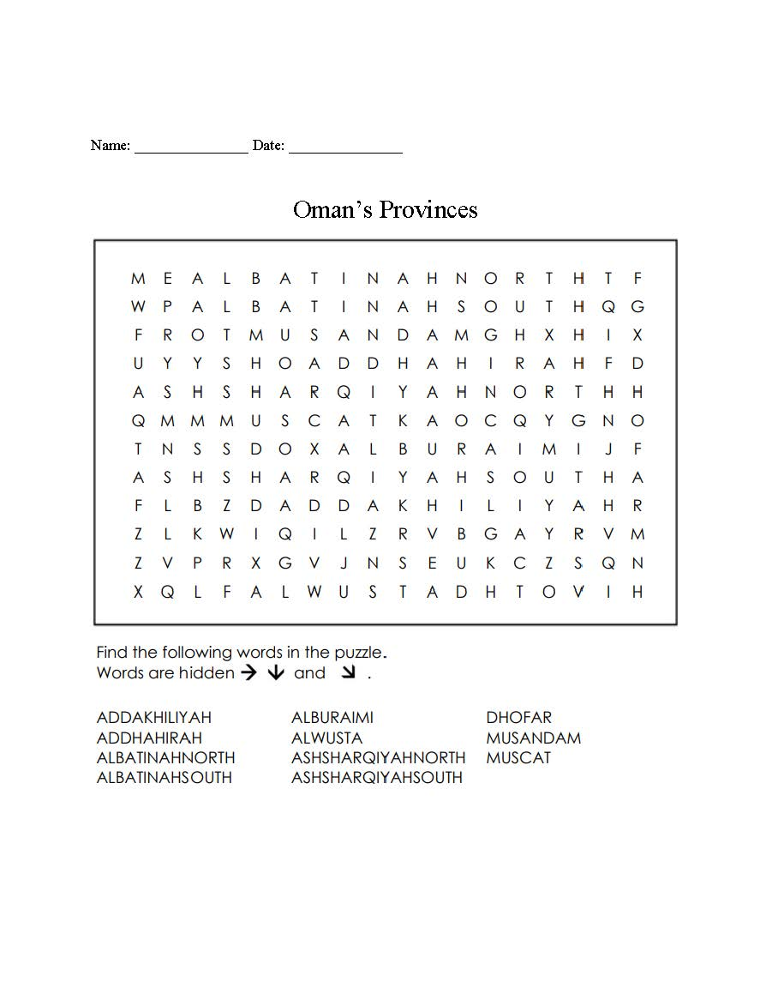 Name: _______________ Date: _______________
Oman’s Provinces
M E A L B A T I N A H N O R T H T F
W P A L B A T I N A H S O U T H Q G
F R O T M U S A N D A M G H X H I X
U Y Y S H O A D D H A H I R A H F D
A S H S H A R Q I Y A H N O R T H H
Q M M M U S C A T K A O C Q Y G N O
T N S S D O X A L B U R A I M I J F
A S H S H A R Q I Y A H S O U T H A
F L B Z D A D D A K H I L I Y A H R
Z L K W I Q I L Z R V B G A Y R V M
Z V P R X G V J N S E U K C Z S Q N
X Q L F A L W U S T A D H T O V I H
Find the following words in the puzzle.
Words are hidden → ↓ and ↘ .
ADDAKHILIYAH ALBURAIMI DHOFAR
ADDHAHIRAH ALWUSTA MUSANDAM
ALBATINAHNORTH ASHSHARQIYAHNORTH MUSCAT
ALBATINAHSOUTH ASHSHARQIYAHSOUTH